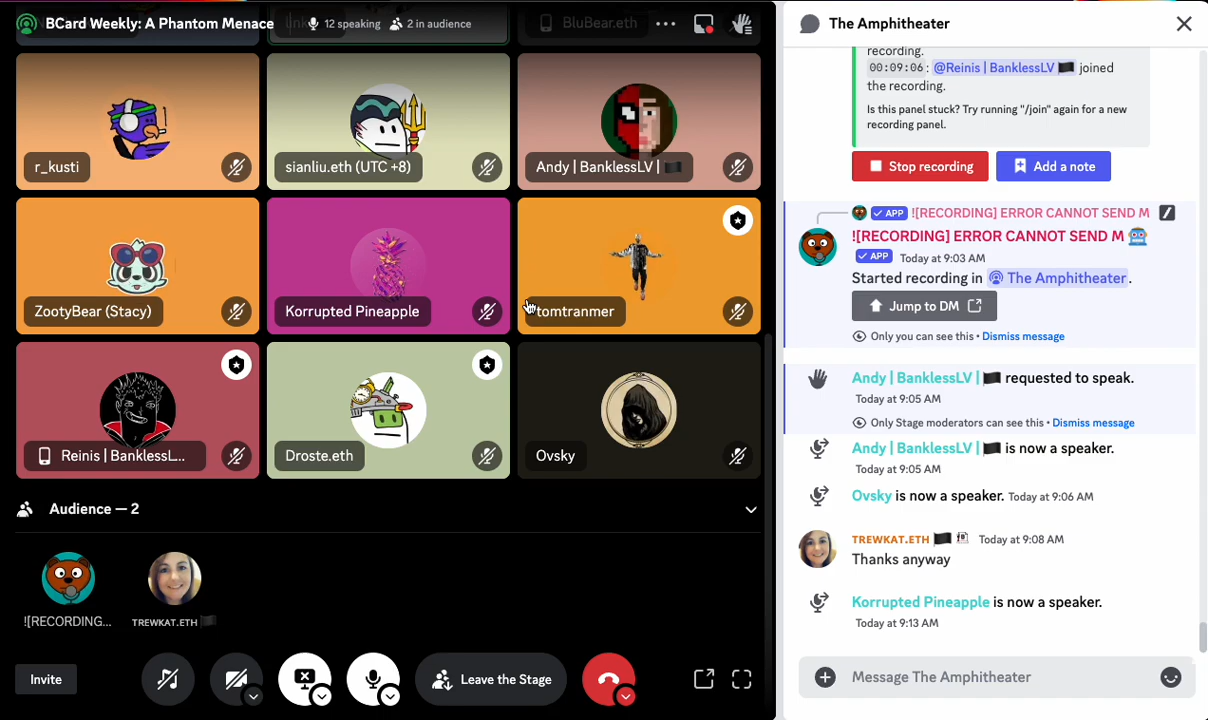 BCard Weekly: A Phantom Menace
12 speaking
2 in audience
BluBear.eth
r_kusti
sianliu.eth (UTC +8)
Andy | BanklessLV |
ZootyBear (Stacy)
Korrupted Pineapple
tomtranmer
Reinis | BanklessL...
Droste.eth
Ovsky
Audience — 2
![RECORDING...
TREWKAT.ETH
Invite
Leave the Stage
The Amphitheater
recording.
00:09:06: @Reinis | BanklessLV joined
the recording.
Is this panel stuck? Try running "/join" again for a new
recording panel.
Stop recording
Add a note
APP ![RECORDING] ERROR CANNOT SEND M
![RECORDING] ERROR CANNOT SEND M
APP Today at 9:03 AM
Started recording in The Amphitheater.
Jump to DM
Only you can see this • Dismiss message
Andy | BanklessLV | requested to speak.
Today at 9:05 AM
Only Stage moderators can see this • Dismiss message
Andy | BanklessLV | is now a speaker.
Today at 9:05 AM
Ovsky is now a speaker. Today at 9:06 AM
TREWKAT.ETH Today at 9:08 AM
Thanks anyway
Korrupted Pineapple is now a speaker.
Today at 9:13 AM
Message The Amphitheater